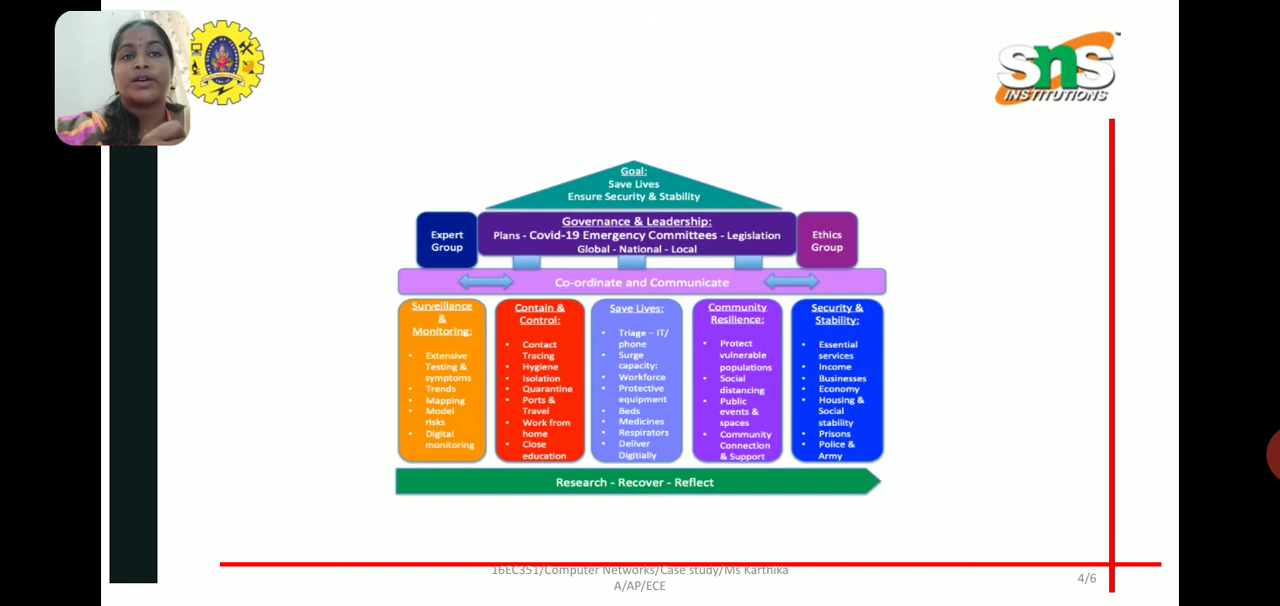 SNS
INSTITUTIONS
Goal:
Save Lives
Ensure Security & Stability
Expert
Group
Governance & Leadership:
Plans - Covid-19 Emergency Committees - Legislation
Global - National - Local
Ethics
Group
Co-ordinate and Communicate
Surveillance
&
Monitoring:
• Extensive
Testing &
symptoms
• Trends
• Mapping
• Model
risks
• Digital
monitoring
Contain &
Control:
• Contact
Tracing
• Hygiene
• Isolation
• Quarantine
• Ports &
Travel
• Work from
home
• Close
education
Save Lives:
• Triage – IT/
phone
• Surge
capacity:
• Workforce
• Protective
equipment
• Beds
• Medicines
• Respirators
• Deliver
Digitially
Community
Resilience:
• Protect
vulnerable
populations
• Social
distancing
• Public
events &
spaces
• Community
Connection
& Support
Security &
Stability:
• Essential
services
• Income
• Businesses
• Economy
• Housing &
Social
stability
• Prisons
• Police &
Army
Research - Recover - Reflect
16EC351/Computer Networks/Case study/Ms Karthika
A/AP/ECE
4/6